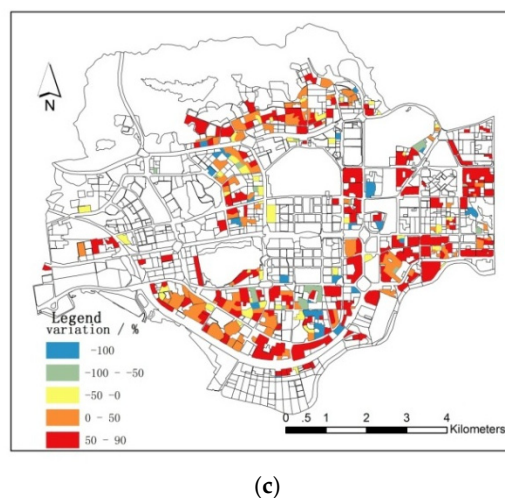 N
Legend
variation / %
-100
-100 - -50
-50 -0
0 - 50
50 - 90
0 .5 1 2 3 4
Kilometers
(c)